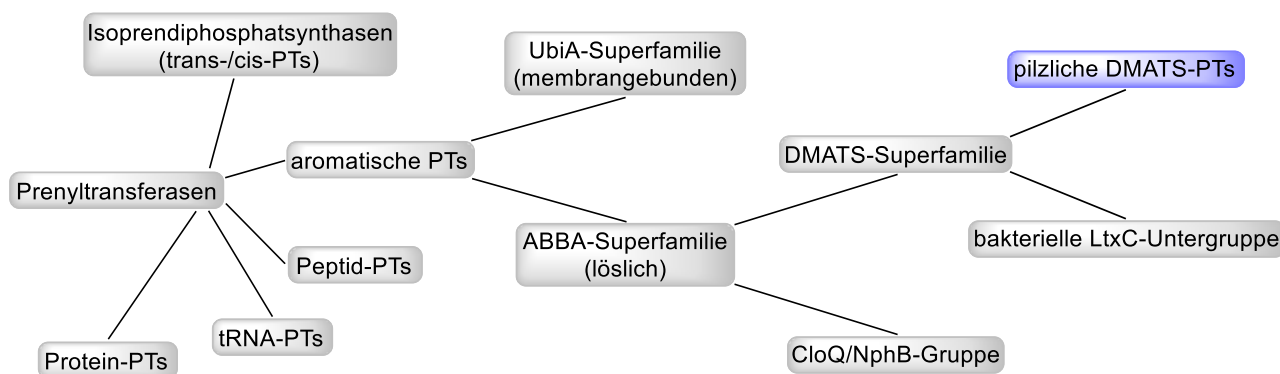 Isoprendiphosphatsynthasen
(trans-/cis-PTs)
UbiA-Superfamilie
(membrangebunden)
pilzliche DMATS-PTs
aromatische PTs
DMATS-Superfamilie
Prenyltransferasen
ABBA-Superfamilie
(löslich)
bakterielle LtxC-Untergruppe
Peptid-PTs
tRNA-PTs
Protein-PTs
CloQ/NphB-Gruppe